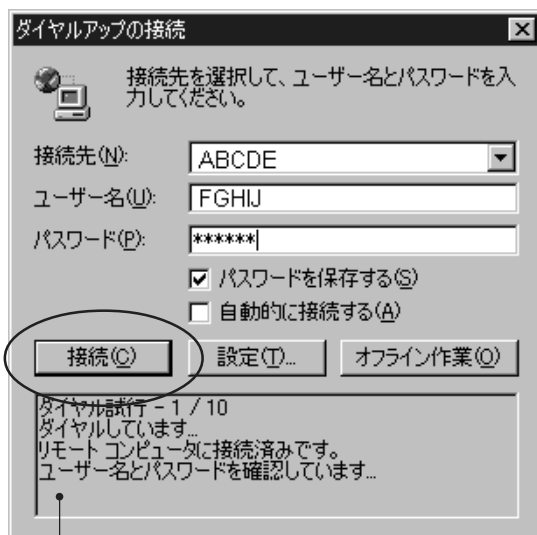 ダイヤルアップの接続
接続先を選択して、ユーザー名とパスワードを入
力してください。
接続先(N): ABCDE
ユーザー名(U): FGHIJ
パスワード(P): ******
パスワードを保存する(S)
自動的に接続する(A)
接続(C) 設定(T)... オフライン作業(O)
ダイヤル試行 - 1 / 10
ダイヤルしています...
リモート コンピュータに接続済みです。
ユーザー名とパスワードを確認しています...